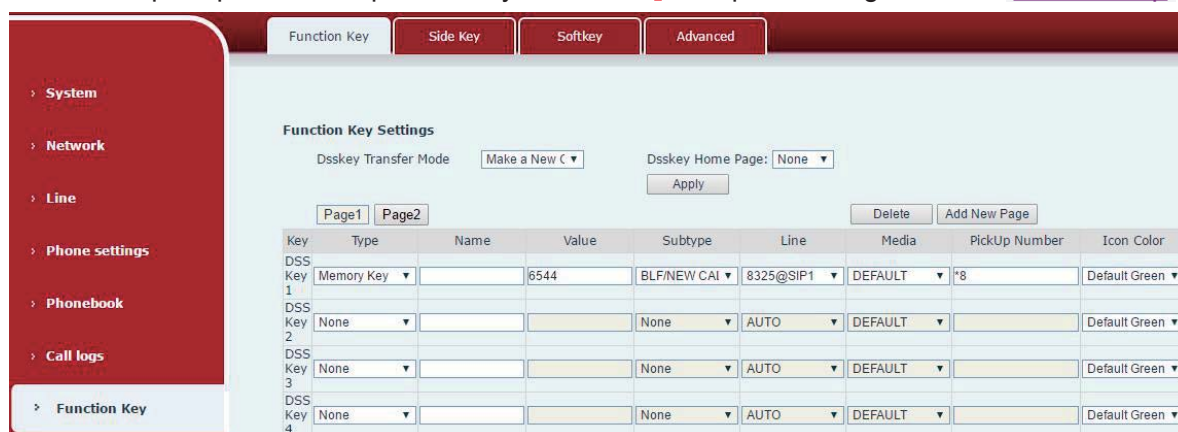 Function Key Side Key Softkey Advanced
› System
› Network
› Line
› Phone settings
› Phonebook
› Call logs
› Function Key
Function Key Settings
Dsskey Transfer Mode Make a New C Dsskey Home Page: None
Apply
Page1 Page2 Delete Add New Page
Key Type Name Value Subtype Line Media PickUp Number Icon Color
DSS Key 1 Memory Key 6544 BLF/NEW CAL 8325@SIP1 DEFAULT *8 Default Green
DSS Key 2 None None AUTO DEFAULT Default Green
DSS Key 3 None None AUTO DEFAULT Default Green
DSS Key 4 None None AUTO DEFAULT Default Green